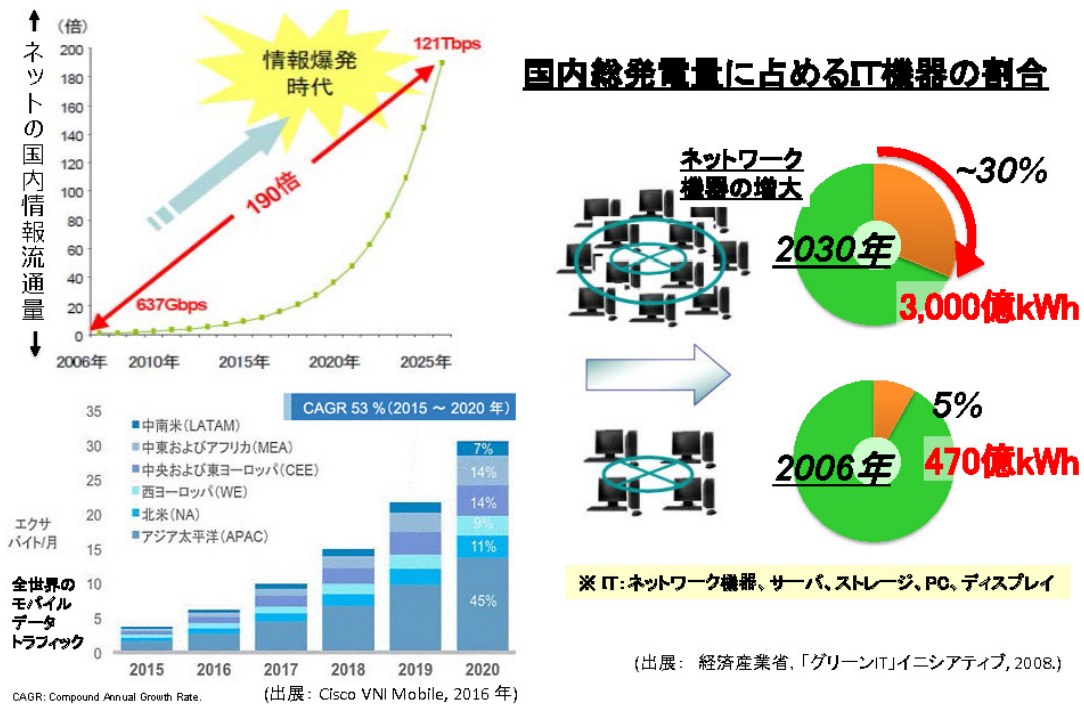 ネットの国内情報流通量
(倍)
200
180
160
140
120
100
80
60
40
20
0
情報爆発
時代
121Tbps
190倍
637Gbps
2006年 2010年 2015年 2020年 2025年
国内総発電量に占めるIT機器の割合
ネットワーク
機器の増大
~30%
2030年
3,000億kWh
5%
2006年
470億kWh
※ IT:ネットワーク機器、サーバ、ストレージ、PC、ディスプレイ
(出展: 経済産業省,「グリーンIT」イニシアティブ, 2008.)
CAGR 53 %(2015 ~ 2020 年)
35
30
25
20
15
10
5
0
エクサ
バイト/月
全世界の
モバイル
データ
トラフィック
中南米(LATAM)
中東およびアフリカ(MEA)
中央および東ヨーロッパ(CEE)
西ヨーロッパ(WE)
北米(NA)
アジア太平洋(APAC)
7%
14%
14%
9%
11%
45%
2015 2016 2017 2018 2019 2020
CAGR: Compound Annual Growth Rate.
(出展: Cisco VNI Mobile, 2016 年)